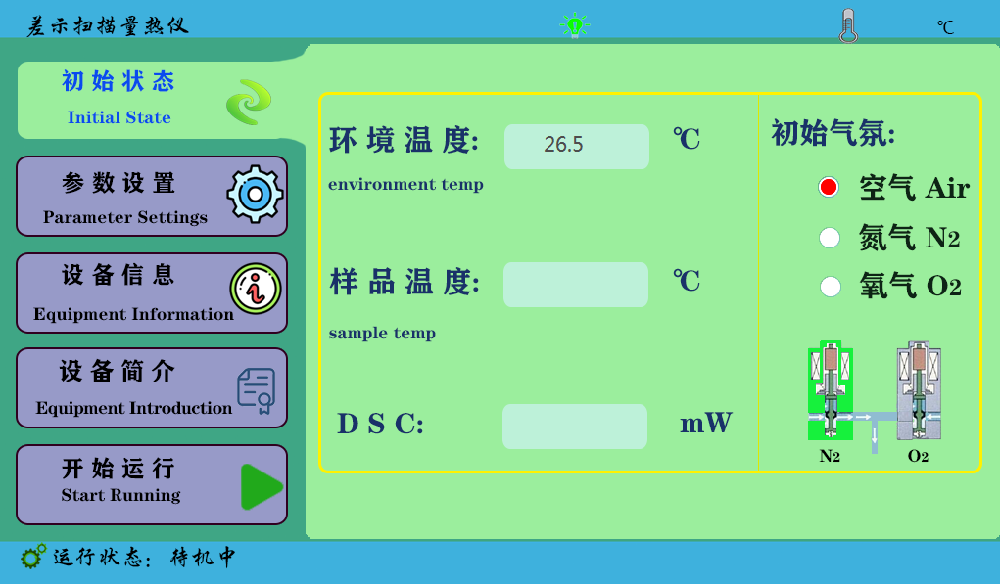 差示扫描量热仪
℃
初始状态
Initial State
参数设置
Parameter Settings
设备信息
Equipment Information
设备简介
Equipment Introduction
开始运行
Start Running
环境温度: 26.5 ℃
environment temp
样品温度: ℃
sample temp
DSC: mW
初始气氛:
空气 Air
氮气 N2
氧气 O2
N2 O2
运行状态: 待机中